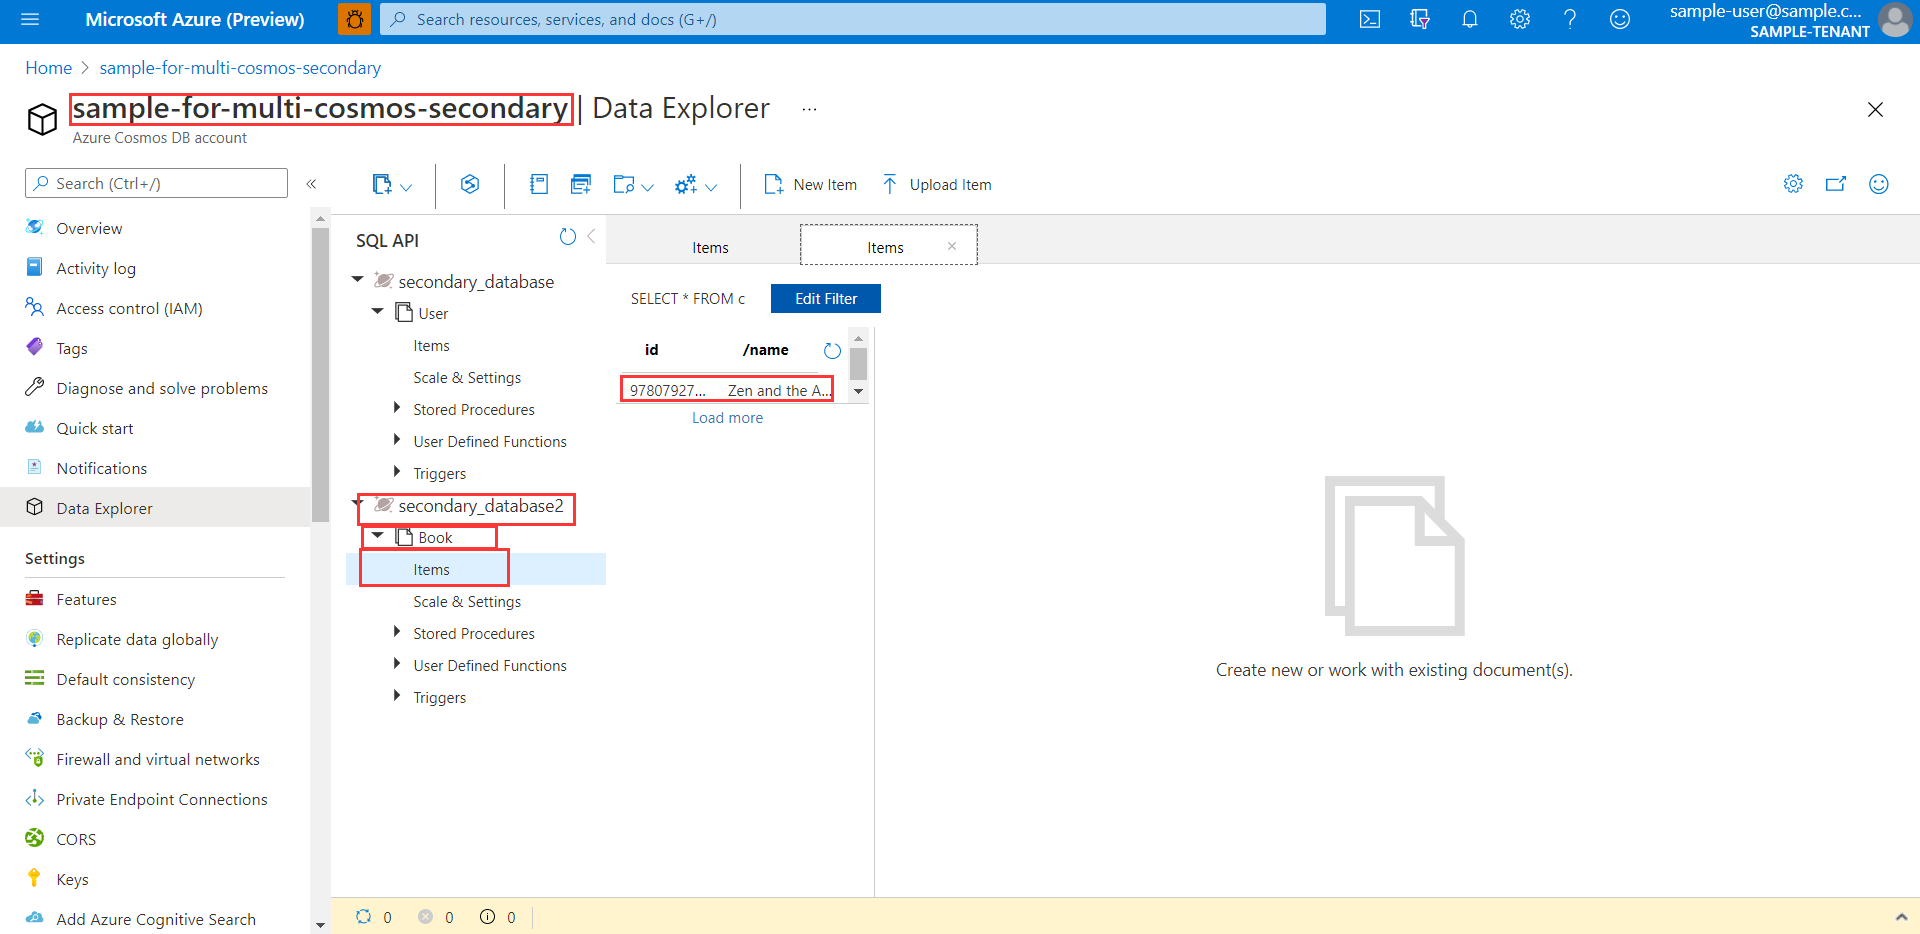 Microsoft Azure (Preview)
Search resources, services, and docs (G+/)
sample-user@sample.c...
SAMPLE-TENANT
Home
sample-for-multi-cosmos-secondary
sample-for-multi-cosmos-secondary | Data Explorer
...
Azure Cosmos DB account
Search (Ctrl+/)
Overview
Activity log
Access control (IAM)
Tags
Diagnose and solve problems
Quick start
Notifications
Data Explorer
Settings
Features
Replicate data globally
Default consistency
Backup & Restore
Firewall and virtual networks
Private Endpoint Connections
CORS
Keys
Add Azure Cognitive Search
New Item
Upload Item
SQL API
secondary_database
User
Items
Scale & Settings
Stored Procedures
User Defined Functions
Triggers
secondary_database2
Book
Items
Scale & Settings
Stored Procedures
User Defined Functions
Triggers
Items
Items
SELECT * FROM c
Edit Filter
id /name
97807927... Zen and the A...
Load more
Create new or work with existing document(s).
0 0 0